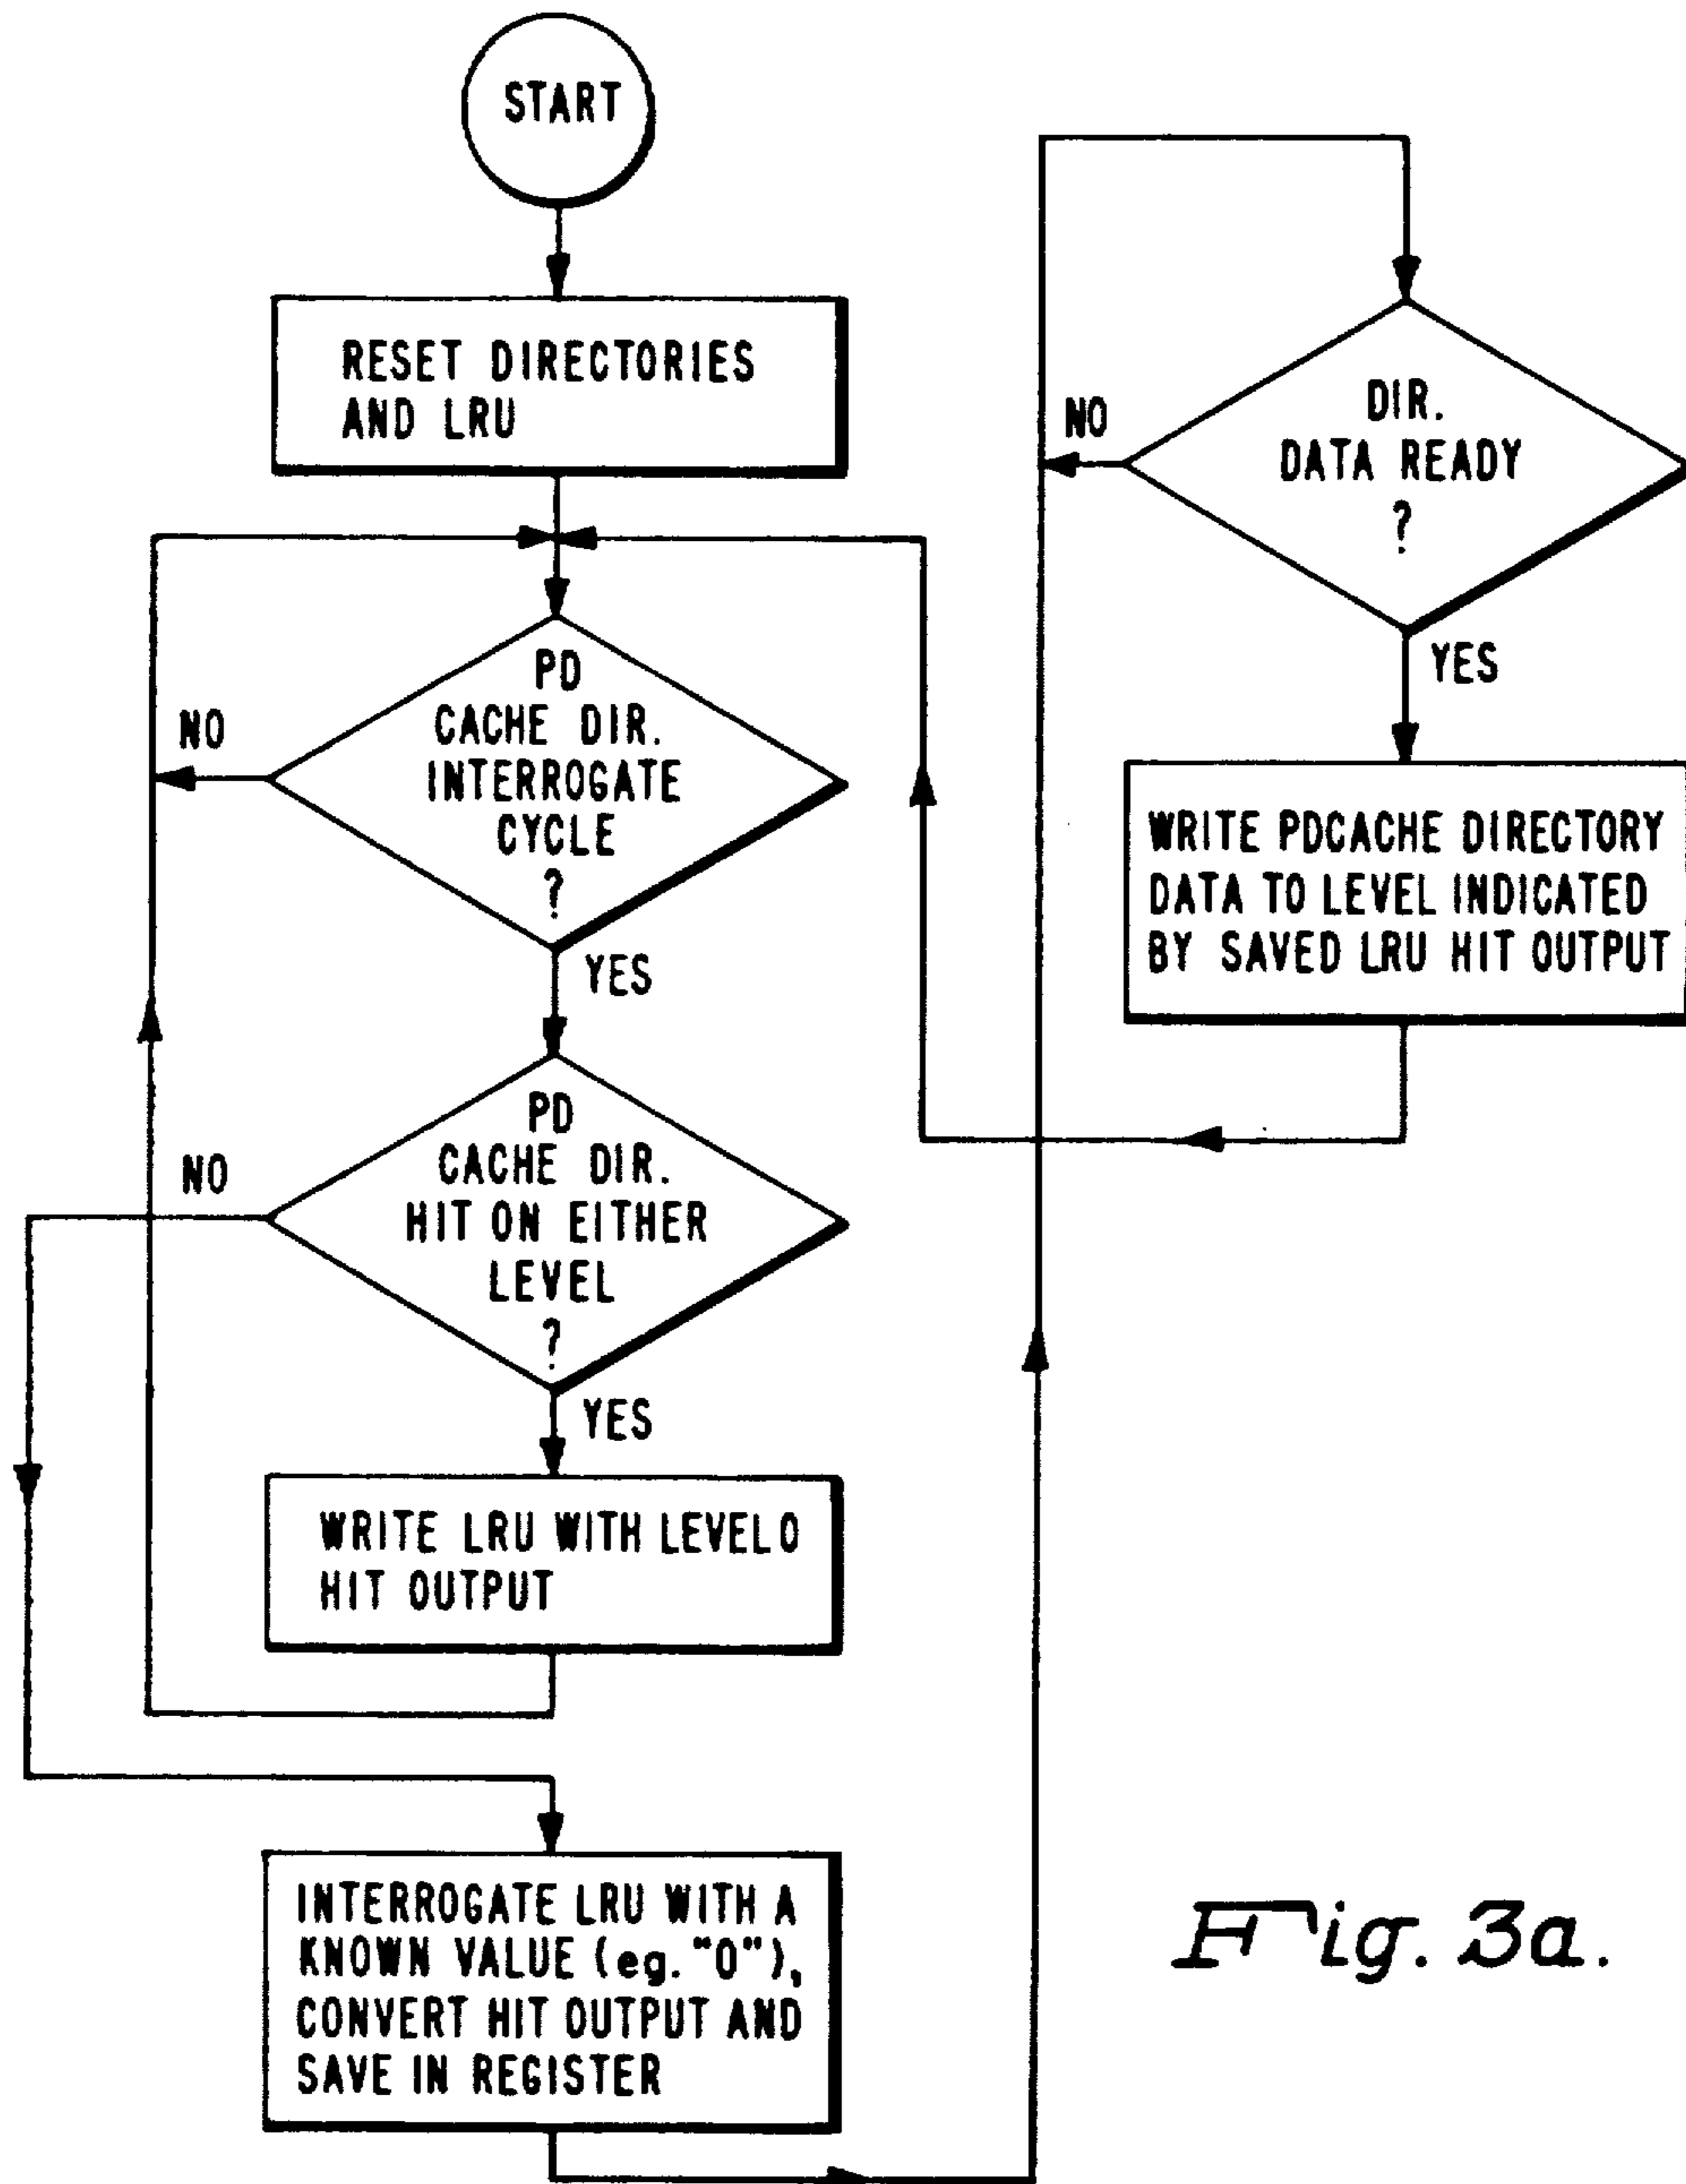 START
RESET DIRECTORIES
AND LRU
PD
CACHE DIR.
INTERROGATE
CYCLE
?
NO
YES
PD
CACHE DIR.
HIT ON EITHER
LEVEL
?
NO
YES
WRITE LRU WITH LEVEL 0
HIT OUTPUT
INTERROGATE LRU WITH A
KNOWN VALUE (eg. "0"),
CONVERT HIT OUTPUT AND
SAVE IN REGISTER
DIR.
DATA READY
?
NO
YES
WRITE PDCACHE DIRECTORY
DATA TO LEVEL INDICATED
BY SAVED LRU HIT OUTPUT
Fig. 3a.